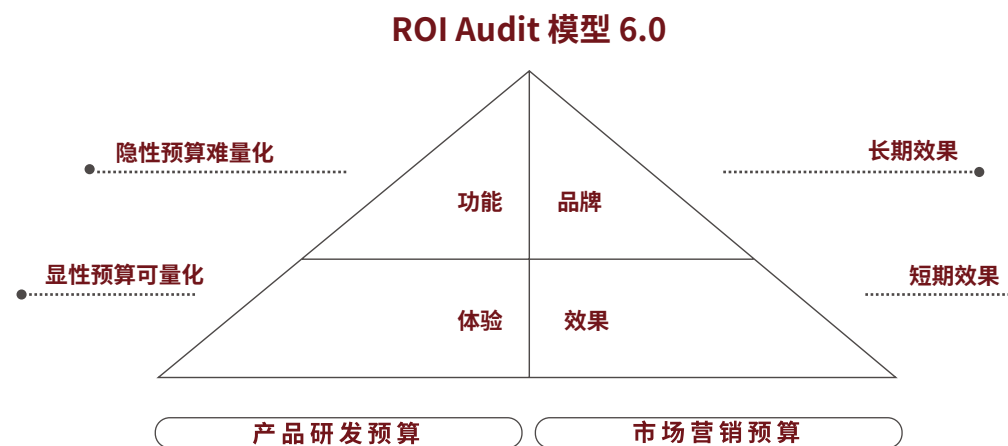 ROI Audit 模型 6.0
隐性预算难量化
长期效果
功能
品牌
显性预算可量化
短期效果
体验
效果
产品研发预算
市场营销预算